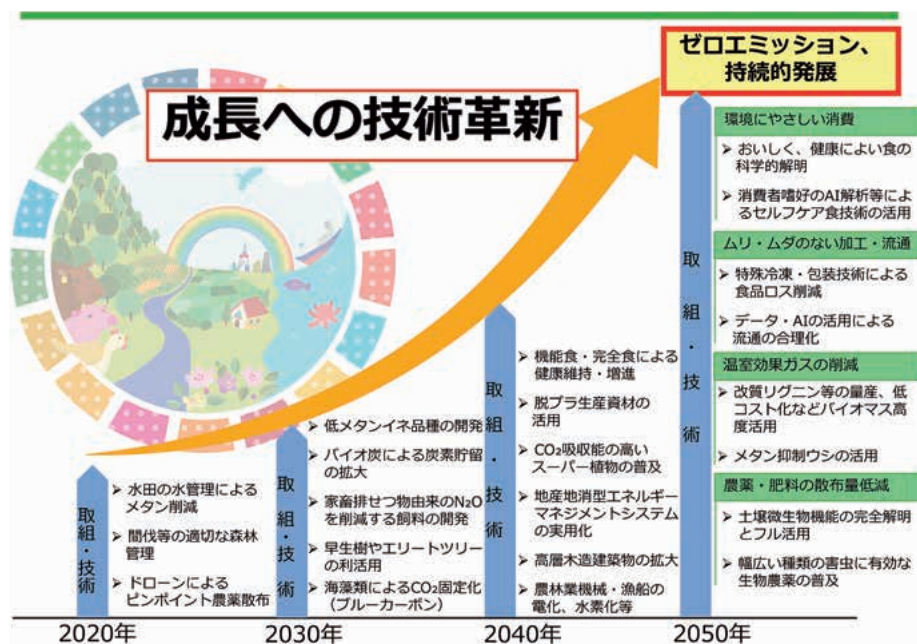 ゼロエミッション、
持続的発展
成長への技術革新
取組・技術
水田の水管理による
メタン削減
間伐等の適切な森林
管理
ドローンによる
ピンポイント農薬散布
2020年
取組・技術
低メタンイネ品種の開発
バイオ炭による炭素貯留
の拡大
家畜排せつ物由来のN₂O
を削減する飼料の開発
早生樹やエリートツリー
の利活用
海藻類によるCO₂固定化
（ブルーカーボン）
2030年
取組・技術
機能食・完全食による
健康維持・増進
脱プラ生産資材の
活用
CO₂吸収能の高い
スーパー植物の普及
地産地消型エネルギー
マネジメントシステム
の実用化
高層木造建築物の拡大
農林業機械・漁船の
電化、水素化等
2040年
取組・技術
環境にやさしい消費
おいしく、健康によい食の
科学的解明
消費者嗜好のAI解析等によ
るセルフケア食技術の活用
ムリ・ムダのない加工・流通
特殊冷凍・包装技術による
食品ロス削減
データ・AIの活用による
流通の合理化
温室効果ガスの削減
改質リグニン等の量産、低
コスト化などバイオマス高
度活用
メタン抑制ウシの活用
農薬・肥料の散布量低減
土壌微生物機能の完全解明
とフル活用
幅広い種類の害虫に有効な
生物農薬の普及
2050年